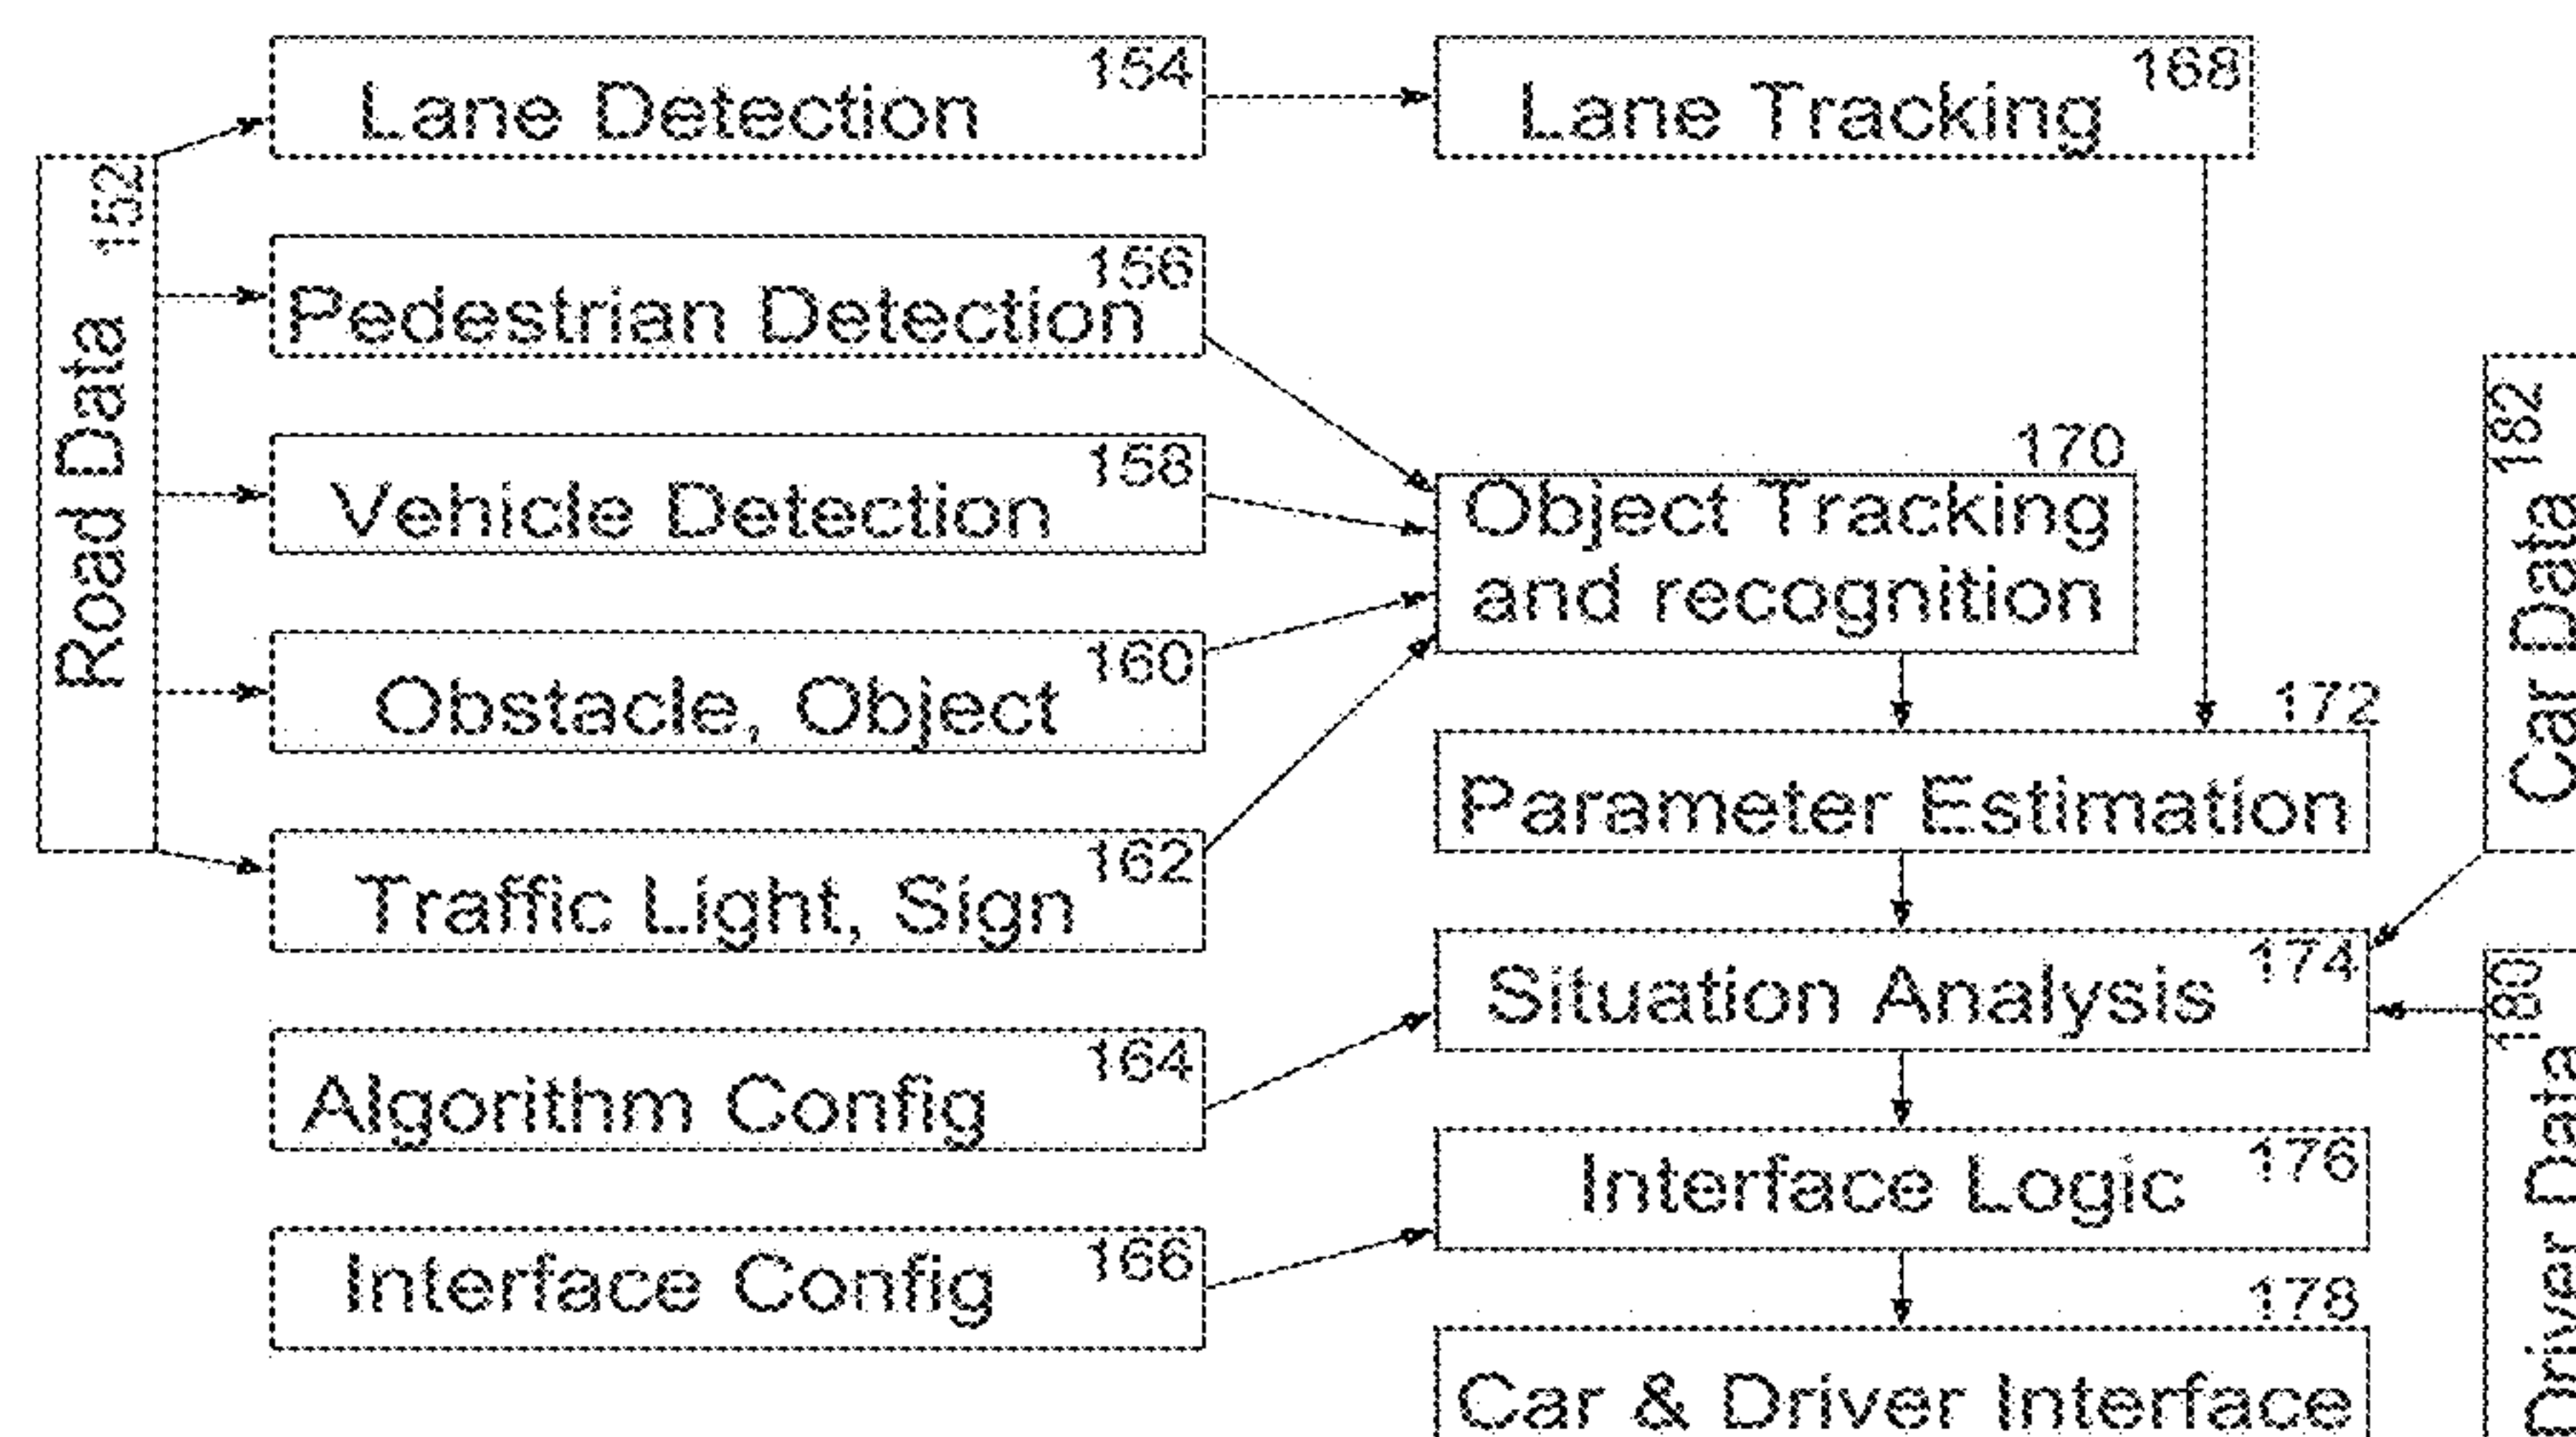 154
Lane Detection
168
Lane Tracking
152
Road Data
156
Pedestrian Detection
158
Vehicle Detection
170
Object Tracking
and recognition
160
Obstacle, Object
172
Parameter Estimation
182
Car Data
162
Traffic Light, Sign
174
Situation Analysis
180
Driver Data
164
Algorithm Config
176
Interface Logic
166
Interface Config
178
Car & Driver Interface